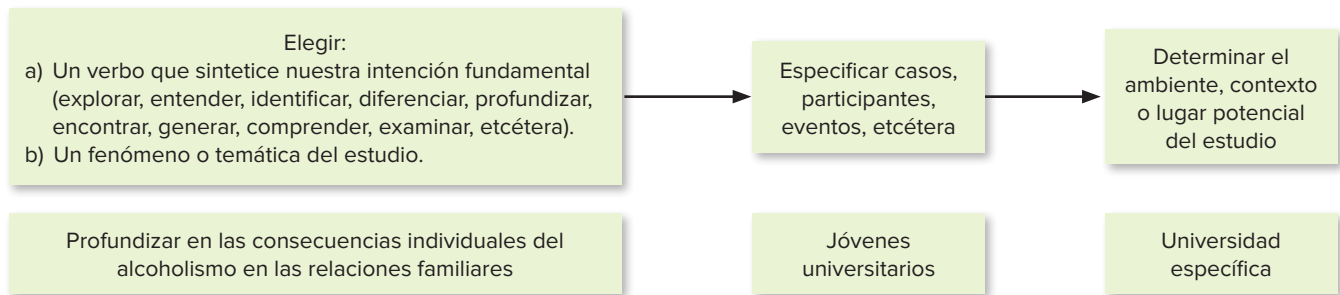 Elegir:
a) Un verbo que sintetice nuestra intención fundamental
(explorar, entender, identificar, diferenciar, profundizar,
encontrar, generar, comprender, examinar, etcétera).
b) Un fenómeno o temática del estudio.
Especificar casos,
participantes,
eventos, etcétera
Determinar el
ambiente, contexto
o lugar potencial
del estudio
Profundizar en las consecuencias individuales del
alcoholismo en las relaciones familiares
Jóvenes
universitarios
Universidad
específica